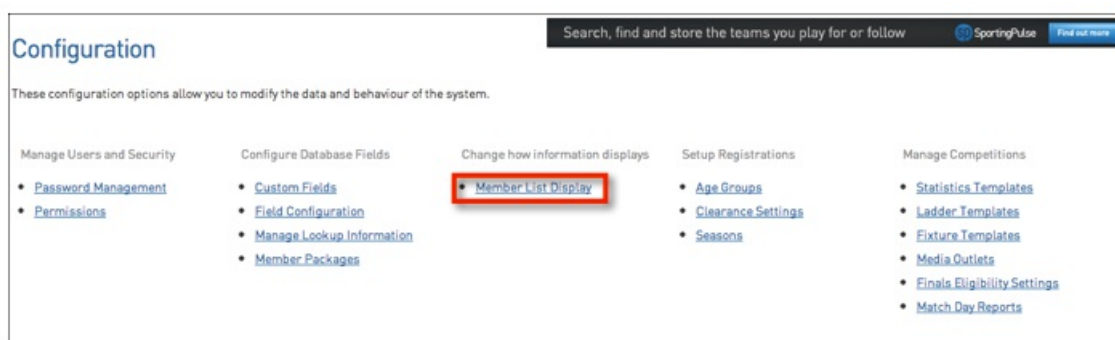 Search, find and store the teams you play for or follow
SportingPulse
Find out more
Configuration
These configuration options allow you to modify the data and behaviour of the system.
Manage Users and Security
• Password Management
• Permissions
Configure Database Fields
• Custom Fields
• Field Configuration
• Manage Lookup Information
• Member Packages
Change how information displays
• Member List Display
Setup Registrations
• Age Groups
• Clearance Settings
• Seasons
Manage Competitions
• Statistics Templates
• Ladder Templates
• Fixture Templates
• Media Outlets
• Finals Eligibility Settings
• Match Day Reports